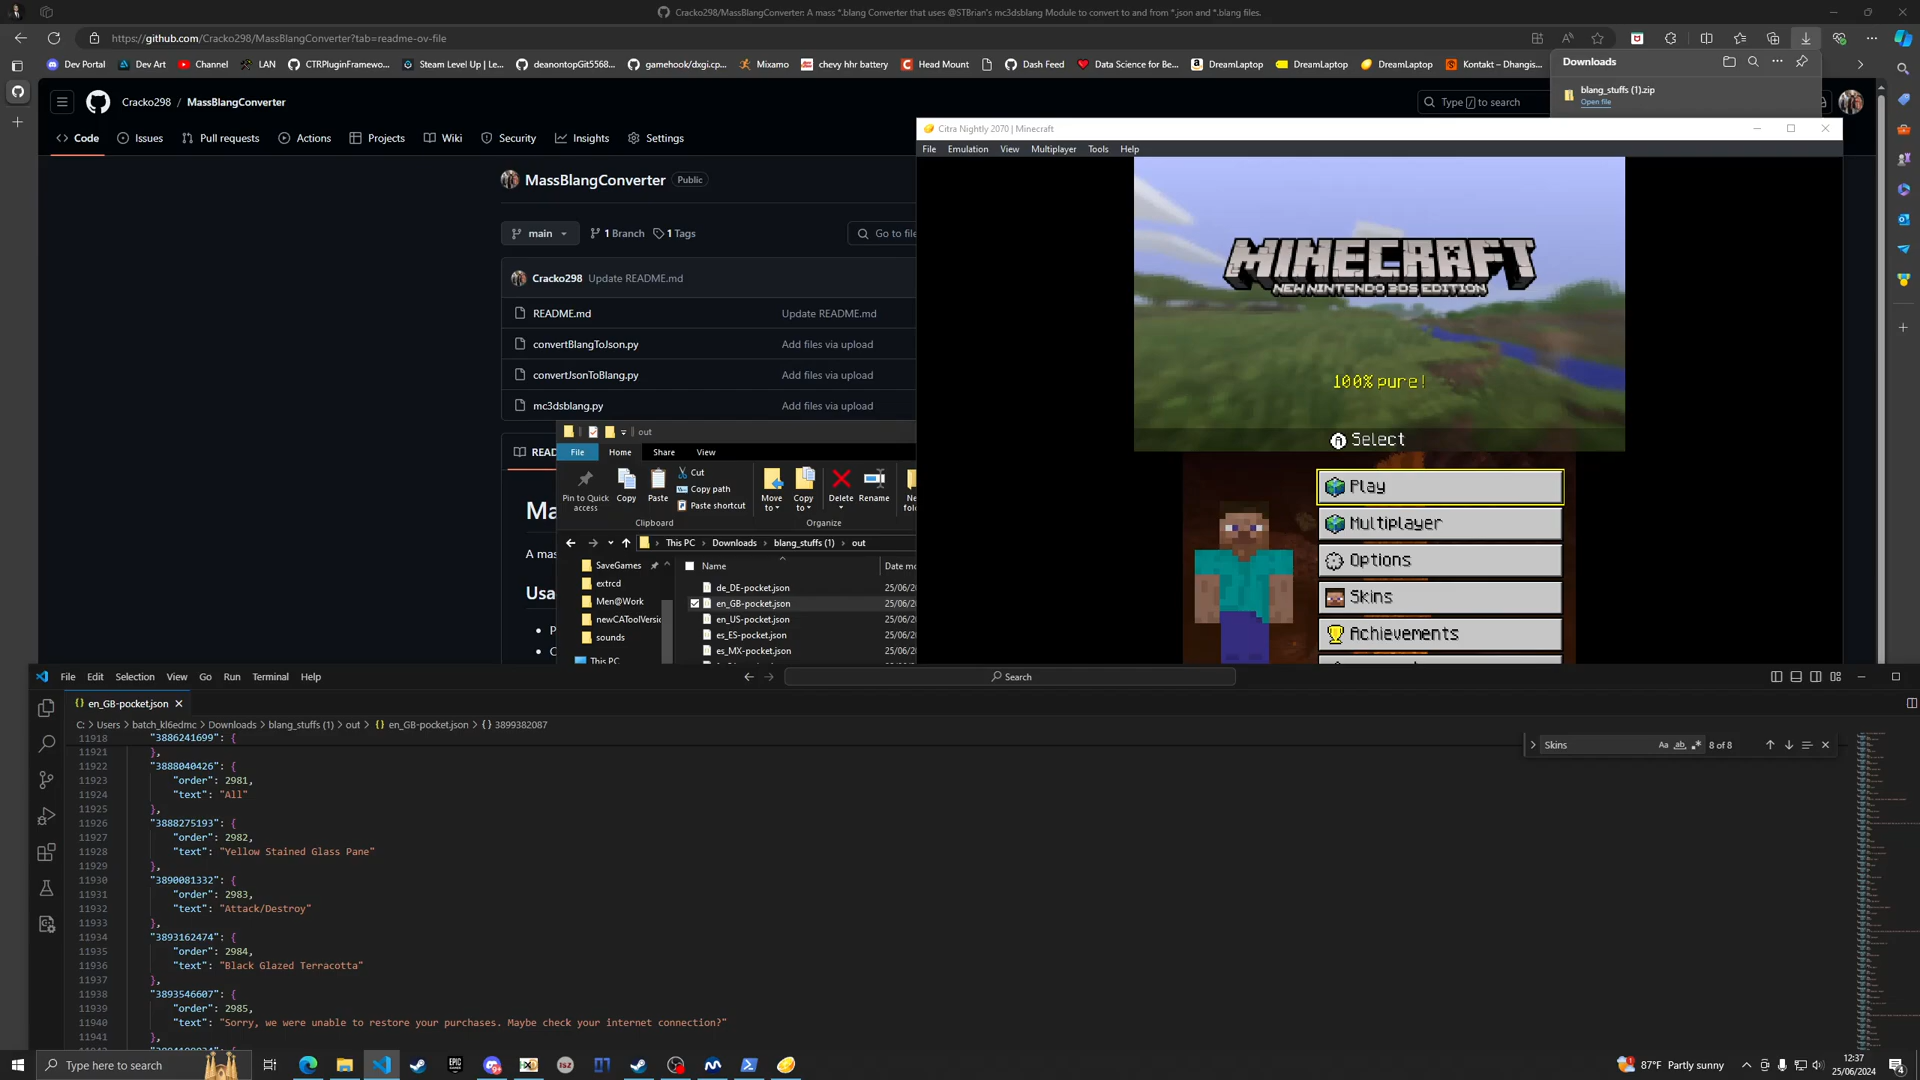 Cracko298/MassBlangConverter: A mass *.blang Converter that uses @STBrian's mc3dsblang Module to convert to and from *.json and *.blang files.
https://github.com/Cracko298/MassBlangConverter?tab=readme-ov-file
Dev Portal
Dev Art
Channel
LAN
CTRPluginFramewo...
Steam Level Up | Le...
deanontopGit5568...
gamehook/dxgi.cp...
Mixamo
chevy hhr battery
Head Mount
Dash Feed
Data Science for Be...
DreamLaptop
DreamLaptop
DreamLaptop
Kontakt – Dhangis...
Downloads
blang_stuffs (1).zip
Open file
Cracko298 / MassBlangConverter
Type / to search
Code
Issues
Pull requests
Actions
Projects
Wiki
Security
Insights
Settings
MassBlangConverter
Public
main
1 Branch
1 Tags
Go to file
Cracko298 Update README.md
README.md Update README.md
convertBlangToJson.py Add files via upload
convertJsonToBlang.py Add files via upload
mc3dsblang.py Add files via upload
READ
Ma
A mas
Usa
P
C
Citra Nightly 2070 | Minecraft
File Emulation View Multiplayer Tools Help
MINECRAFT
NEW NINTENDO 3DS EDITION
100% pure!
A Select
Play
Multiplayer
Options
Skins
Achievements
out
File Home Share View
Pin to Quick access
Copy
Paste
Cut
Copy path
Paste shortcut
Clipboard
Move to
Copy to
Delete
Rename
Ne
fol
Organize
This PC > Downloads > blang_stuffs (1) > out
SaveGames
extrcd
Men@Work
newCAToolVersio
sounds
This PC
Name Date mo
de_DE-pocket.json 25/06/2
en_GB-pocket.json 25/06/2
en_US-pocket.json 25/06/2
es_ES-pocket.json 25/06/2
es_MX-pocket.json 25/06/2
File Edit Selection View Go Run Terminal Help
Search
{} en_GB-pocket.json
C: > Users > batch_kl6edmc > Downloads > blang_stuffs (1) > out > {} en_GB-pocket.json > {} 3899382087
Skins
Aa ab .* 8 of 8
11918 "3886241699": {
11921 },
11922 "3888040426": {
11923 "order": 2981,
11924 "text": "All"
11925 },
11926 "3888275193": {
11927 "order": 2982,
11928 "text": "Yellow Stained Glass Pane"
11929 },
11930 "3890081332": {
11931 "order": 2983,
11932 "text": "Attack/Destroy"
11933 },
11934 "3893162474": {
11935 "order": 2984,
11936 "text": "Black Glazed Terracotta"
11937 },
11938 "3893546607": {
11939 "order": 2985,
11940 "text": "Sorry, we were unable to restore your purchases. Maybe check your internet connection?"
11941 },
Type here to search
EPIC
87°F Partly sunny
12:37
25/06/2024
4